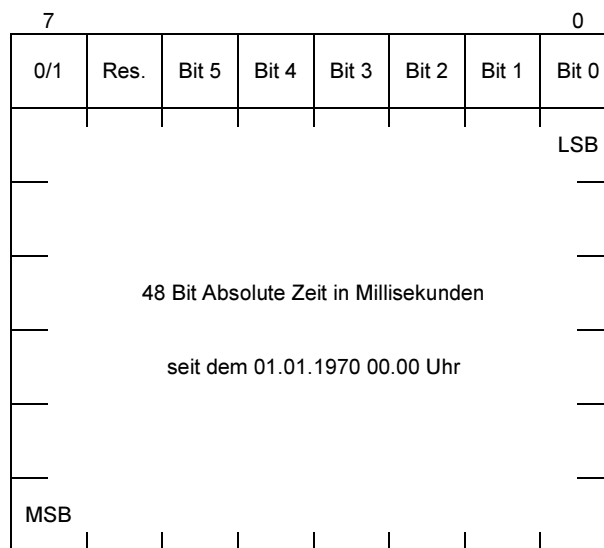 7 0
0/1 Res. Bit 5 Bit 4 Bit 3 Bit 2 Bit 1 Bit 0
LSB
48 Bit Absolute Zeit in Millisekunden
seit dem 01.01.1970 00.00 Uhr
MSB